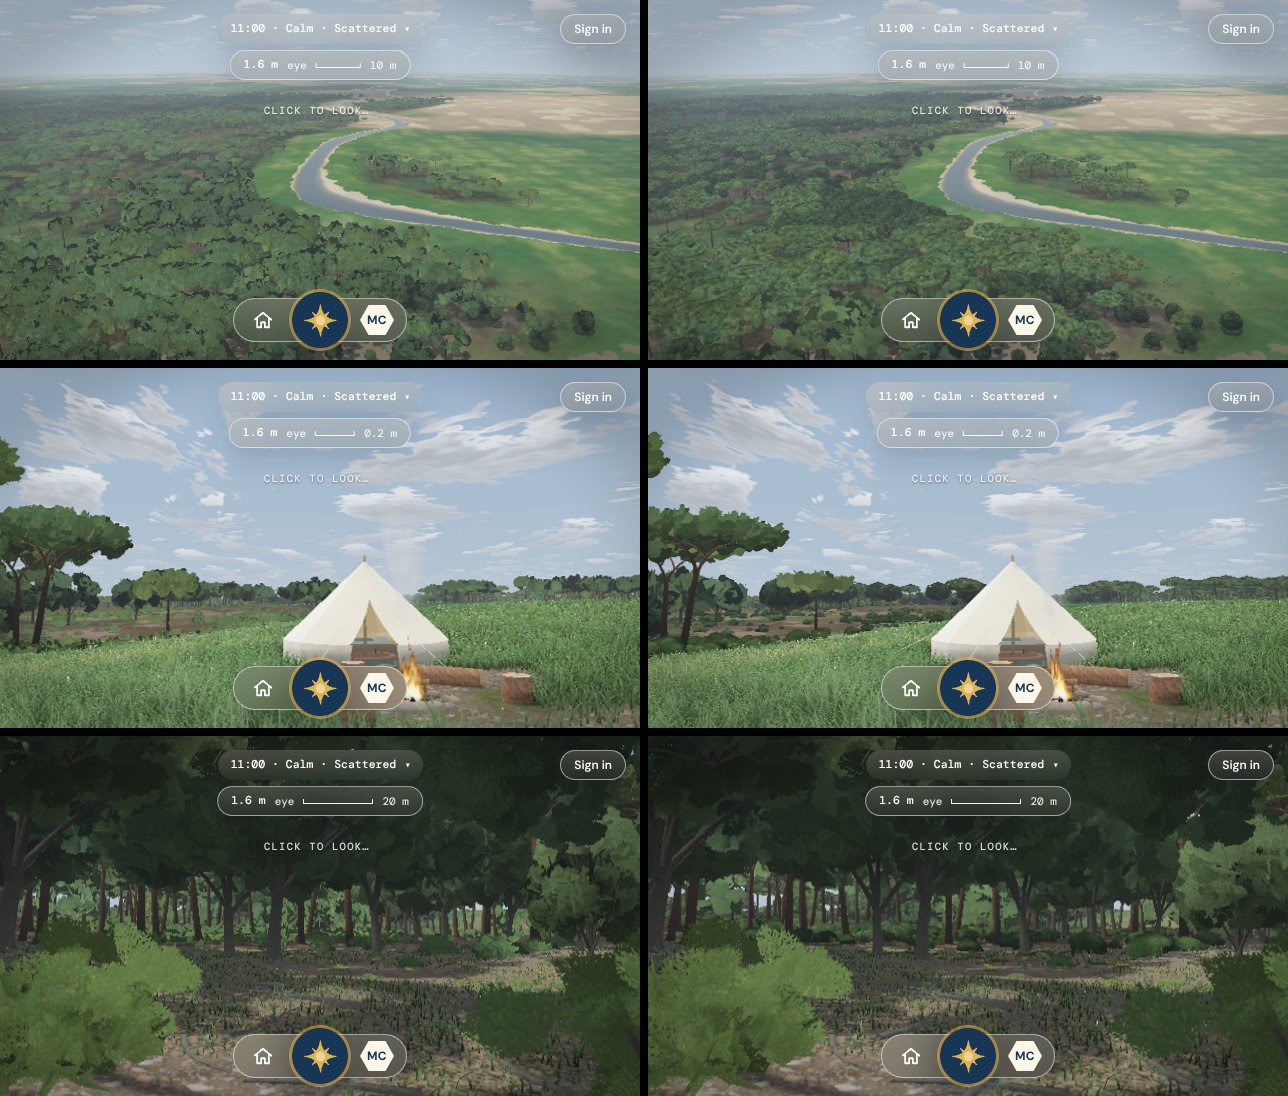 11:00 · Calm · Scattered ▾
Sign in
1.6 m eye 10 m
CLICK TO LOOK…
MC
11:00 · Calm · Scattered ▾
Sign in
1.6 m eye 10 m
CLICK TO LOOK…
MC
11:00 · Calm · Scattered ▾
Sign in
1.6 m eye 0.2 m
CLICK TO LOOK…
MC
11:00 · Calm · Scattered ▾
Sign in
1.6 m eye 0.2 m
CLICK TO LOOK…
MC
11:00 · Calm · Scattered ▾
Sign in
1.6 m eye 20 m
CLICK TO LOOK…
MC
11:00 · Calm · Scattered ▾
Sign in
1.6 m eye 20 m
CLICK TO LOOK…
MC